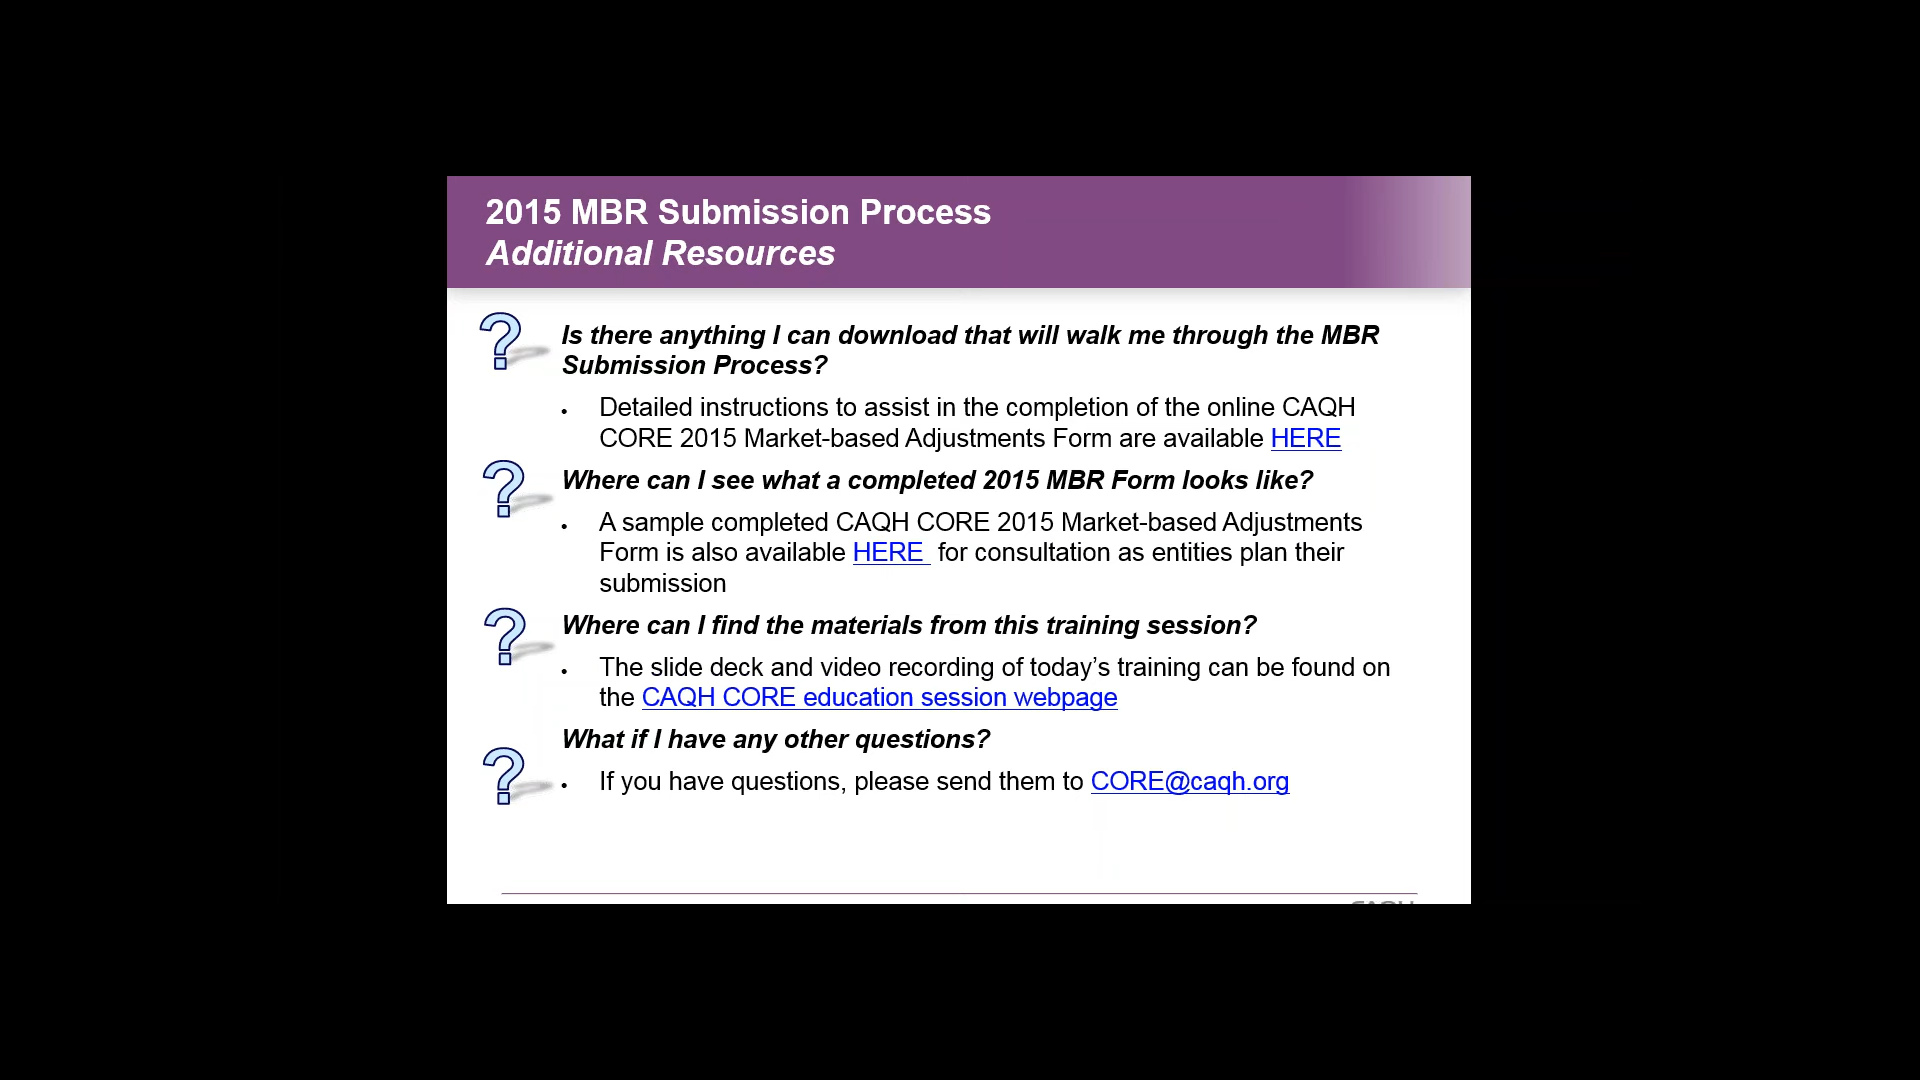 2015 MBR Submission Process
Additional Resources
Is there anything I can download that will walk me through the MBR
Submission Process?
• Detailed instructions to assist in the completion of the online CAQH
CORE 2015 Market-based Adjustments Form are available HERE
Where can I see what a completed 2015 MBR Form looks like?
• A sample completed CAQH CORE 2015 Market-based Adjustments
Form is also available HERE for consultation as entities plan their
submission
Where can I find the materials from this training session?
• The slide deck and video recording of today’s training can be found on
the CAQH CORE education session webpage
What if I have any other questions?
• If you have questions, please send them to CORE@caqh.org